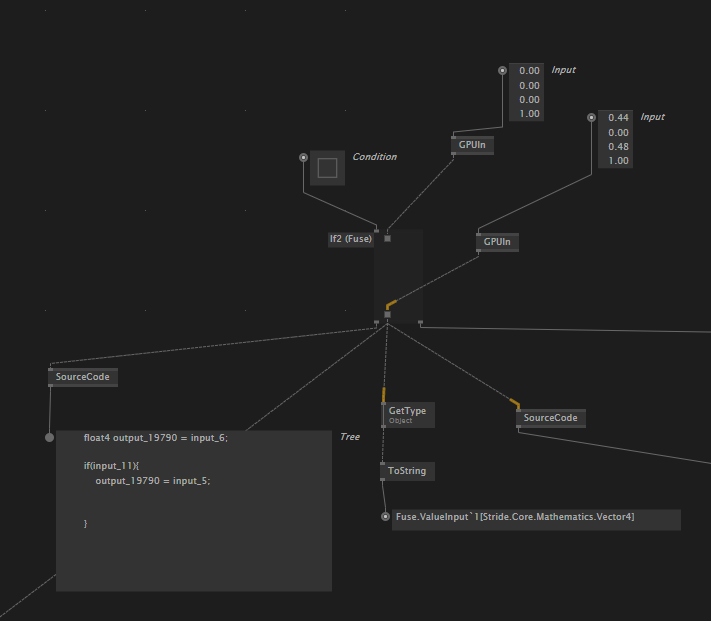 0.00
0.00
0.00
1.00
Input
0.44
0.00
0.48
1.00
Input
GPUIn
Condition
If2 (Fuse)
GPUIn
SourceCode
GetType
Object
SourceCode
float4 output_19790 = input_6;
if(input_11){
output_19790 = input_5;
}
Tree
ToString
Fuse.ValueInput`1[Stride.Core.Mathematics.Vector4]